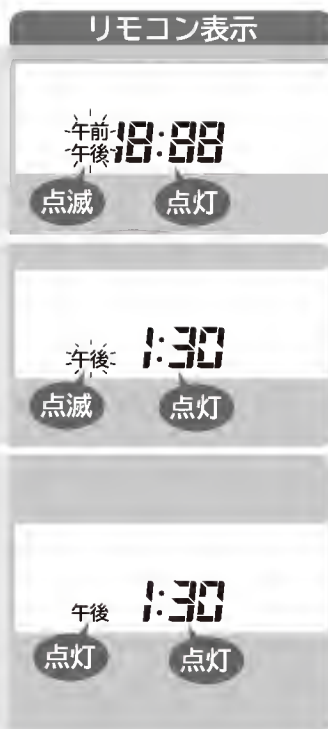 リモコン表示
午前
午後 18:88
点滅 点灯
午後 1:30
点滅 点灯
午後 1:30
点灯 点灯